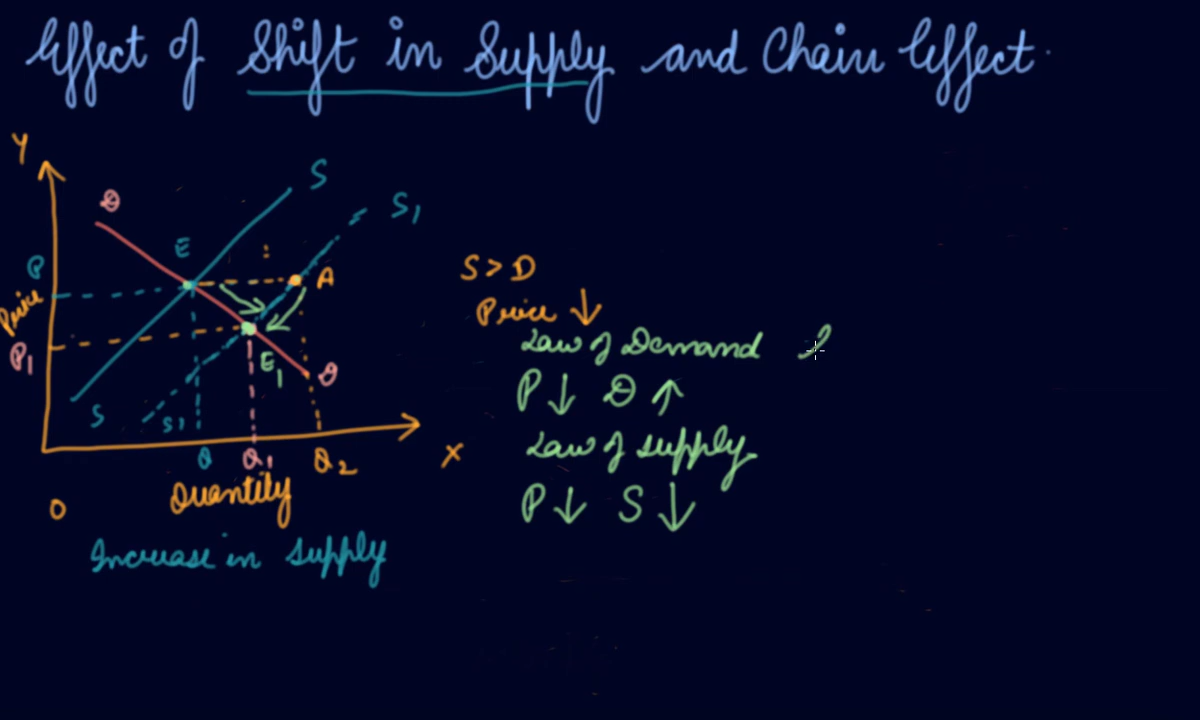 Effect of Shift in Supply and Chain Effect.
Y
D
S
S1
E
A
P
Price
P1
E1
D
S
S1
Q
Q1
Q2
X
O
Quantity
Increase in supply
S > D
Price ↓
Law of Demand
P ↓ D ↑
Law of supply
P ↓ S ↓